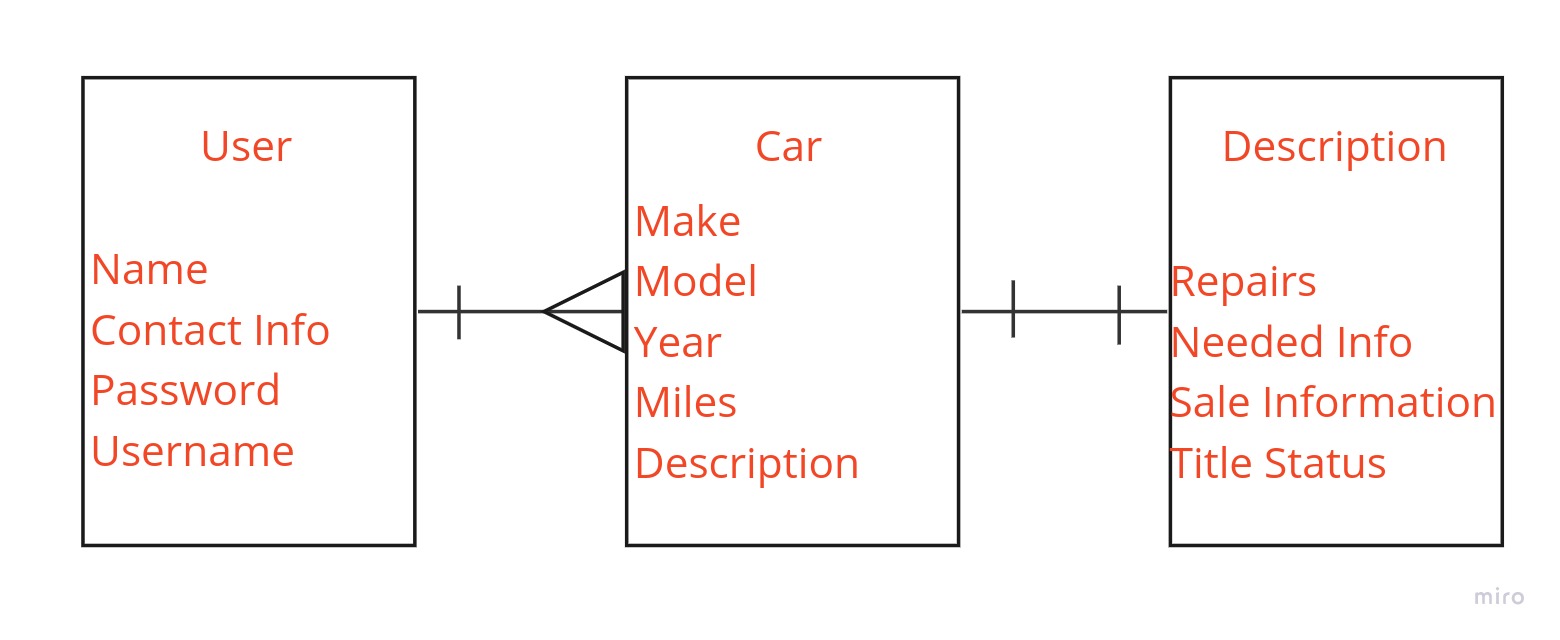 User
Name
Contact Info
Password
Username
Car
Make
Model
Year
Miles
Description
Description
Repairs
Needed Info
Sale Information
Title Status
miro